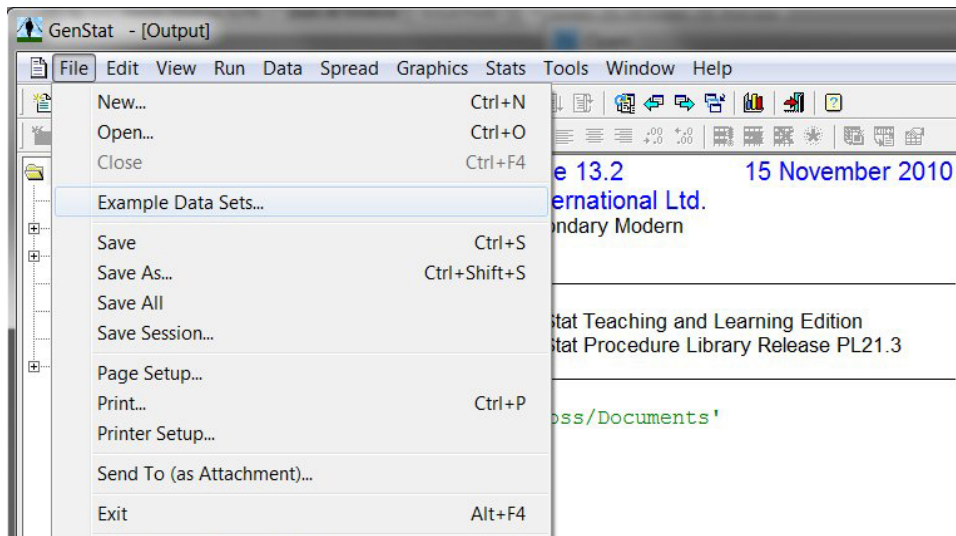 GenStat - [Output]
File Edit View Run Data Spread Graphics Stats Tools Window Help
New... Ctrl+N
Open... Ctrl+O
Close Ctrl+F4
Example Data Sets...
Save Ctrl+S
Save As... Ctrl+Shift+S
Save All
Save Session...
Page Setup...
Print... Ctrl+P
Printer Setup...
Send To (as Attachment)...
Exit Alt+F4
e 13.2 15 November 2010
ernational Ltd.
ondary Modern
Stat Teaching and Learning Edition
Stat Procedure Library Release PL21.3
oss/Documents'